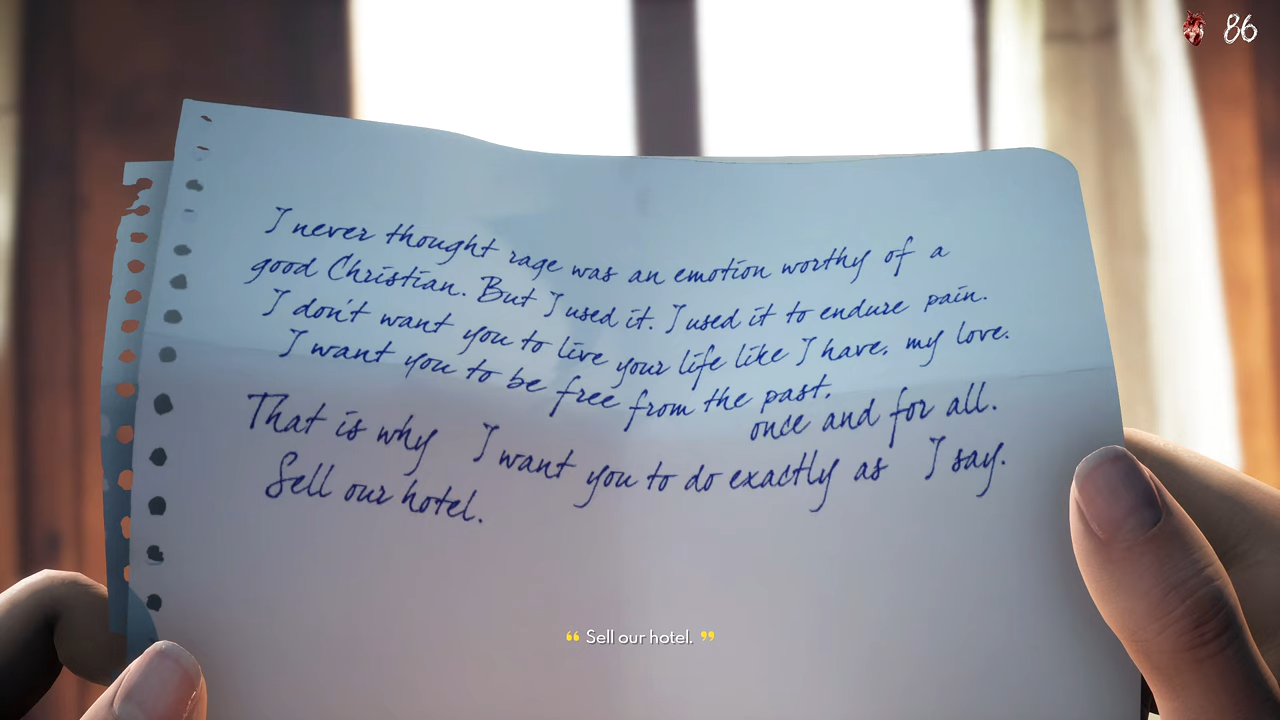 86
I never thought rage was an emotion worthy of a
good Christian. But I used it. I used it to endure pain.
I don't want you to live your life like I have, my love.
I want you to be free from the past,
once and for all.
That is why I want you to do exactly as I say.
Sell our hotel.
“ Sell our hotel. ”